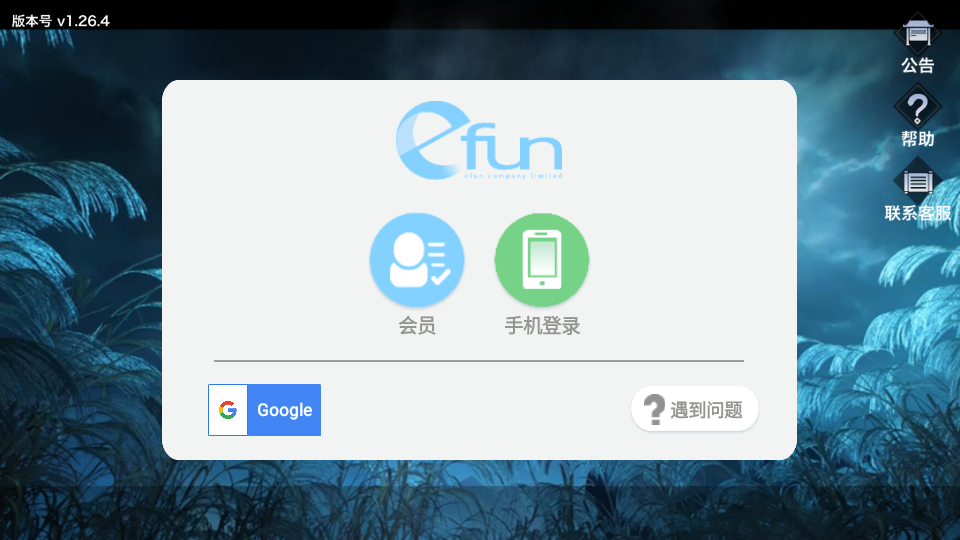 版本号 v1.26.4
公告
帮助
联系客服
efun
efun company limited
会员
手机登录
Google
遇到问题